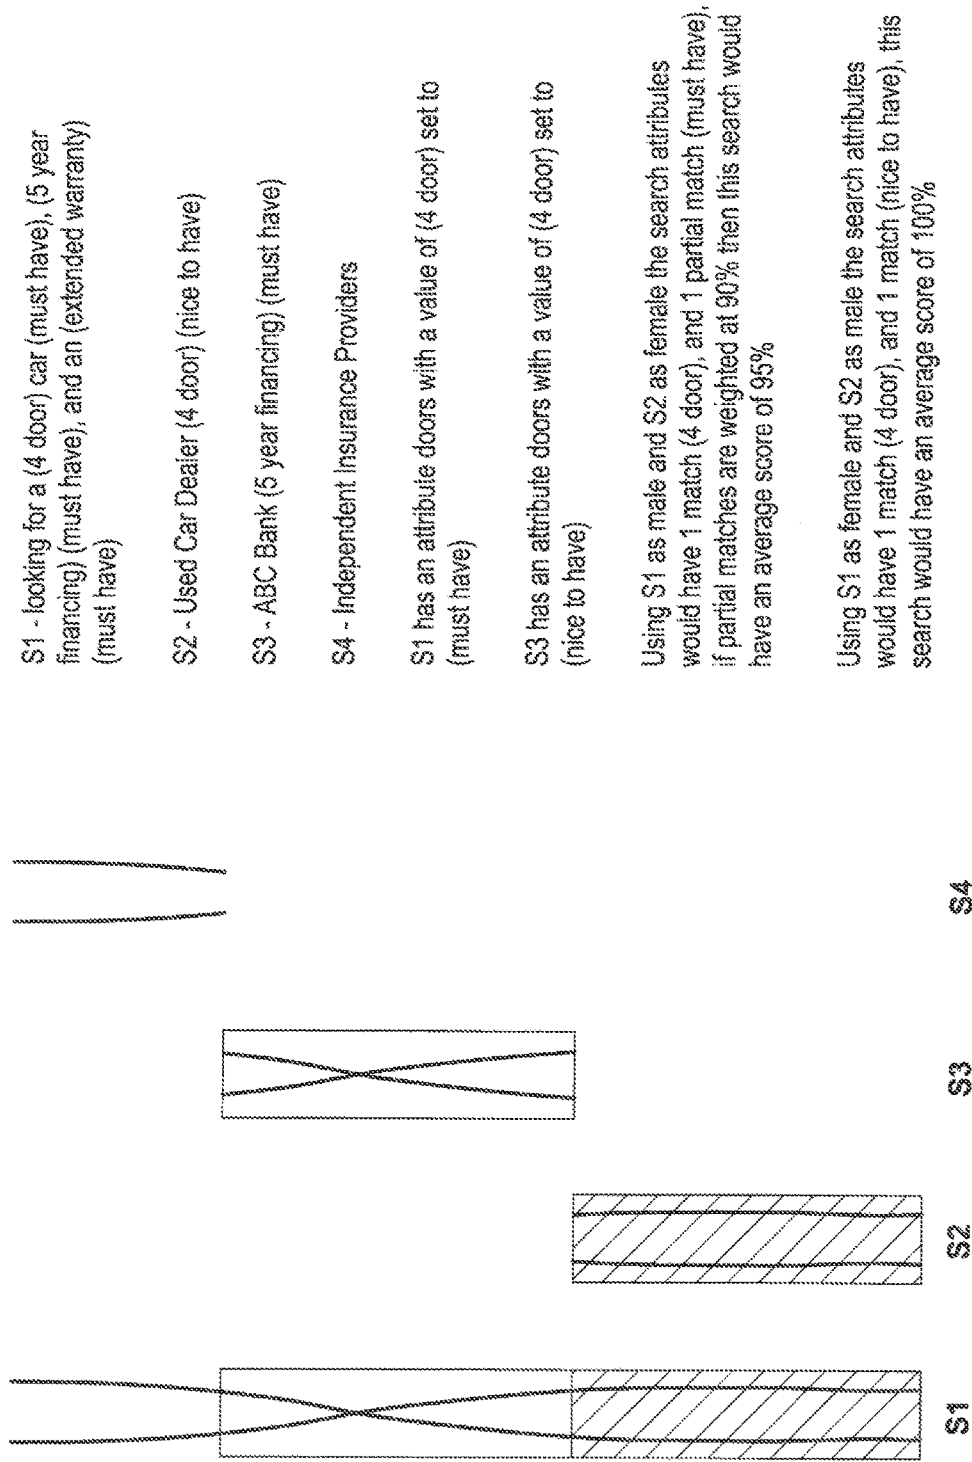 S1 - looking for a (4 door) car (must have), (5 year
financing) (must have), and an (extended warranty)
(must have)
S2 - Used Car Dealer (4 door) (nice to have)
S3 - ABC Bank (5 year financing) (must have)
S4 - Independent Insurance Providers
S1 has an attribute doors with a value of (4 door) set to
(must have)
S3 has an attribute doors with a value of (4 door) set to
(nice to have)
Using S1 as male and S2 as female the search attributes
would have 1 match (4 door), and 1 partial match (must have),
if partial matches are weighted at 90% then this search would
have an average score of 95%
Using S1 as female and S2 as male the search attributes
would have 1 match (4 door), and 1 match (nice to have), this
search would have an average score of 100%
S1
S2
S3
S4